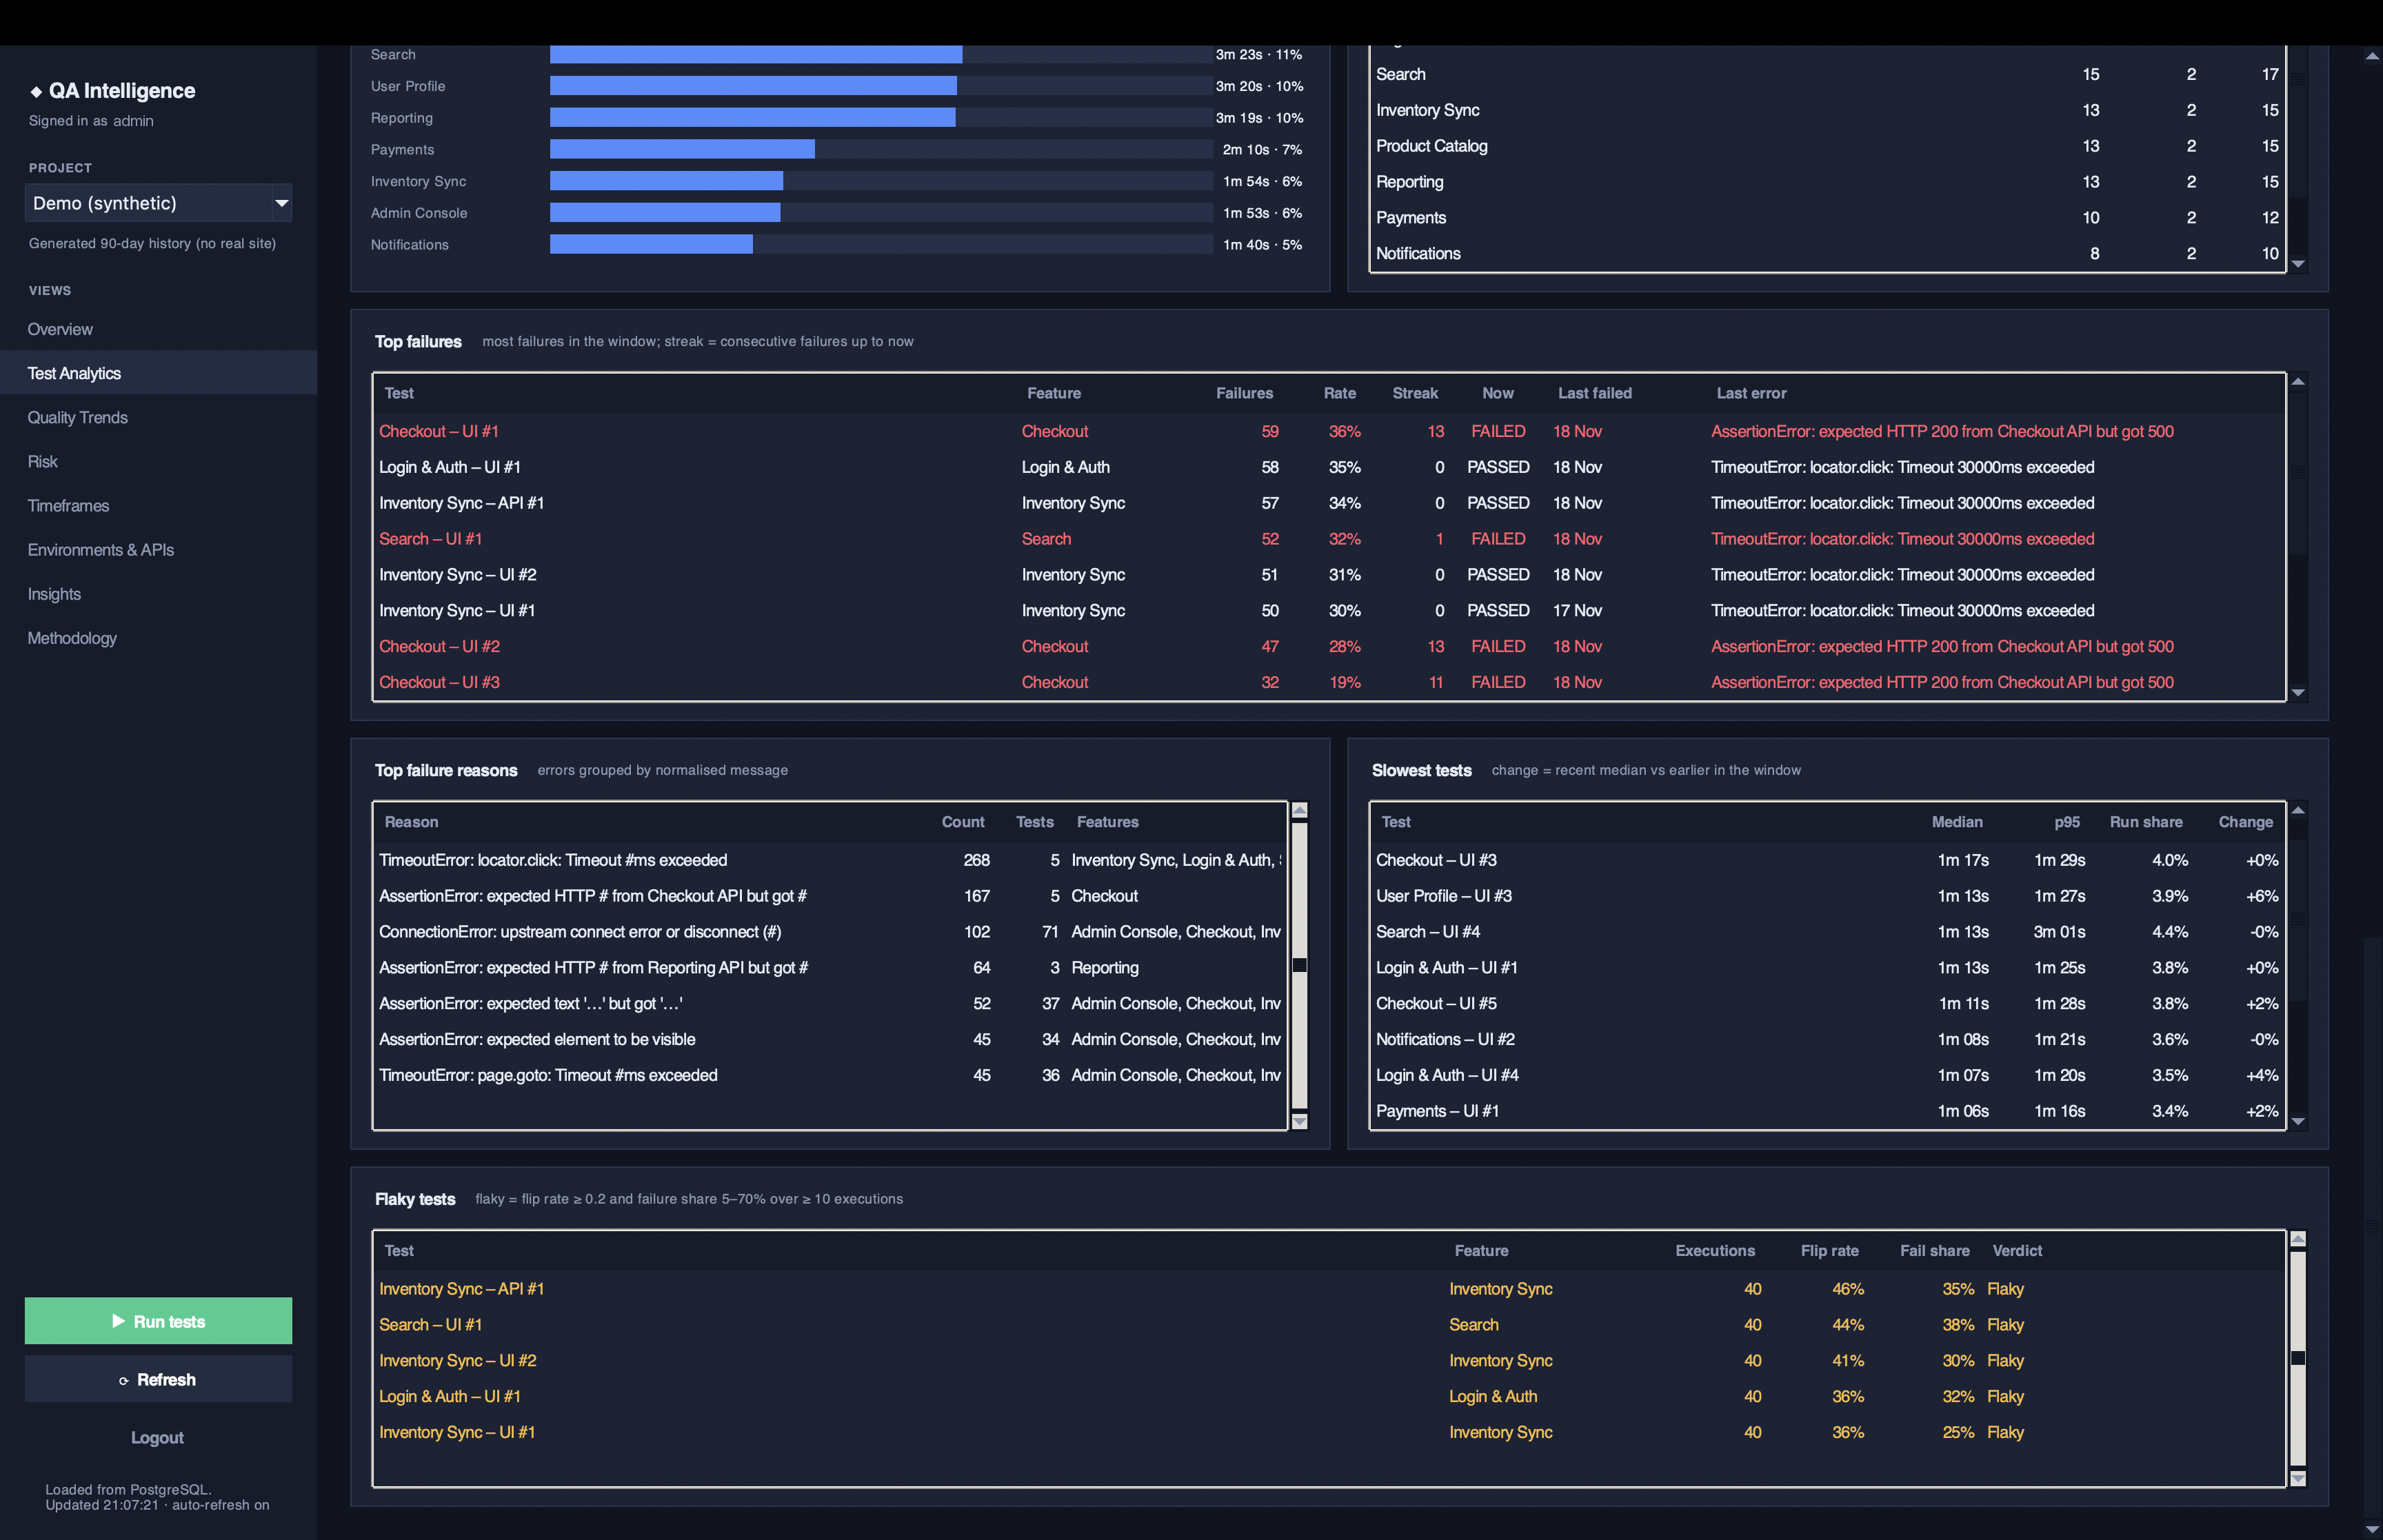 ◆ QA Intelligence
Signed in as admin
PROJECT
Demo (synthetic)
Generated 90-day history (no real site)
VIEWS
Overview
Test Analytics
Quality Trends
Risk
Timeframes
Environments & APIs
Insights
Methodology
▶ Run tests
⟳ Refresh
Logout
Loaded from PostgreSQL.
Updated 21:07:21 · auto-refresh on
Search 3m 23s · 11%
User Profile 3m 20s · 10%
Reporting 3m 19s · 10%
Payments 2m 10s · 7%
Inventory Sync 1m 54s · 6%
Admin Console 1m 53s · 6%
Notifications 1m 40s · 5%
Search 15 2 17
Inventory Sync 13 2 15
Product Catalog 13 2 15
Reporting 13 2 15
Payments 10 2 12
Notifications 8 2 10
Top failures most failures in the window; streak = consecutive failures up to now
Test Feature Failures Rate Streak Now Last failed Last error
Checkout – UI #1 Checkout 59 36% 13 FAILED 18 Nov AssertionError: expected HTTP 200 from Checkout API but got 500
Login & Auth – UI #1 Login & Auth 58 35% 0 PASSED 18 Nov TimeoutError: locator.click: Timeout 30000ms exceeded
Inventory Sync – API #1 Inventory Sync 57 34% 0 PASSED 18 Nov TimeoutError: locator.click: Timeout 30000ms exceeded
Search – UI #1 Search 52 32% 1 FAILED 18 Nov TimeoutError: locator.click: Timeout 30000ms exceeded
Inventory Sync – UI #2 Inventory Sync 51 31% 0 PASSED 18 Nov TimeoutError: locator.click: Timeout 30000ms exceeded
Inventory Sync – UI #1 Inventory Sync 50 30% 0 PASSED 17 Nov TimeoutError: locator.click: Timeout 30000ms exceeded
Checkout – UI #2 Checkout 47 28% 13 FAILED 18 Nov AssertionError: expected HTTP 200 from Checkout API but got 500
Checkout – UI #3 Checkout 32 19% 11 FAILED 18 Nov AssertionError: expected HTTP 200 from Checkout API but got 500
Top failure reasons errors grouped by normalised message
Reason Count Tests Features
TimeoutError: locator.click: Timeout #ms exceeded 268 5 Inventory Sync, Login & Auth,
AssertionError: expected HTTP # from Checkout API but got # 167 5 Checkout
ConnectionError: upstream connect error or disconnect (#) 102 71 Admin Console, Checkout, Inv
AssertionError: expected HTTP # from Reporting API but got # 64 3 Reporting
AssertionError: expected text '…' but got '…' 52 37 Admin Console, Checkout, Inv
AssertionError: expected element to be visible 45 34 Admin Console, Checkout, Inv
TimeoutError: page.goto: Timeout #ms exceeded 45 36 Admin Console, Checkout, Inv
Slowest tests change = recent median vs earlier in the window
Test Median p95 Run share Change
Checkout – UI #3 1m 17s 1m 29s 4.0% +0%
User Profile – UI #3 1m 13s 1m 27s 3.9% +6%
Search – UI #4 1m 13s 3m 01s 4.4% -0%
Login & Auth – UI #1 1m 13s 1m 25s 3.8% +0%
Checkout – UI #5 1m 11s 1m 28s 3.8% +2%
Notifications – UI #2 1m 08s 1m 21s 3.6% -0%
Login & Auth – UI #4 1m 07s 1m 20s 3.5% +4%
Payments – UI #1 1m 06s 1m 16s 3.4% +2%
Flaky tests flaky = flip rate ≥ 0.2 and failure share 5–70% over ≥ 10 executions
Test Feature Executions Flip rate Fail share Verdict
Inventory Sync – API #1 Inventory Sync 40 46% 35% Flaky
Search – UI #1 Search 40 44% 38% Flaky
Inventory Sync – UI #2 Inventory Sync 40 41% 30% Flaky
Login & Auth – UI #1 Login & Auth 40 36% 32% Flaky
Inventory Sync – UI #1 Inventory Sync 40 36% 25% Flaky